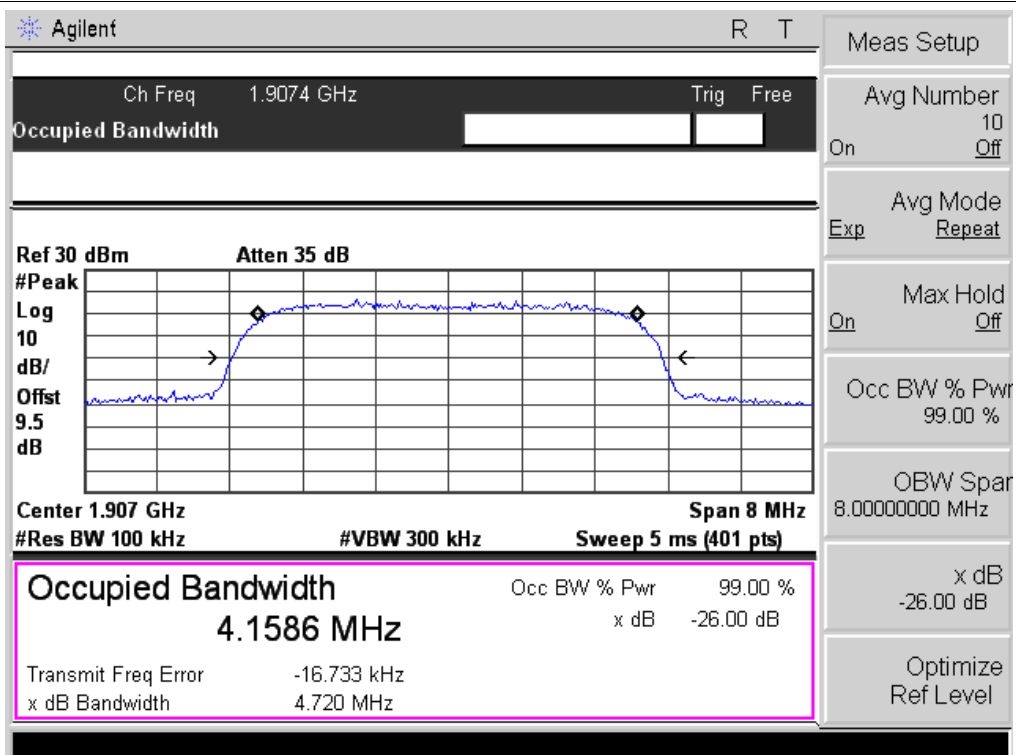 Agilent R T
Ch Freq 1.9074 GHz Trig Free
Occupied Bandwidth
Ref 30 dBm Atten 35 dB
#Peak
Log
10
dB/
Offst
9.5
dB
Center 1.907 GHz Span 8 MHz
#Res BW 100 kHz #VBW 300 kHz Sweep 5 ms (401 pts)
Occupied Bandwidth Occ BW % Pwr 99.00 %
4.1586 MHz x dB -26.00 dB
Transmit Freq Error -16.733 kHz
x dB Bandwidth 4.720 MHz
Meas Setup
Avg Number
10
On Off
Avg Mode
Exp Repeat
Max Hold
On Off
Occ BW % Pwr
99.00 %
OBW Span
8.00000000 MHz
x dB
-26.00 dB
Optimize
Ref Level